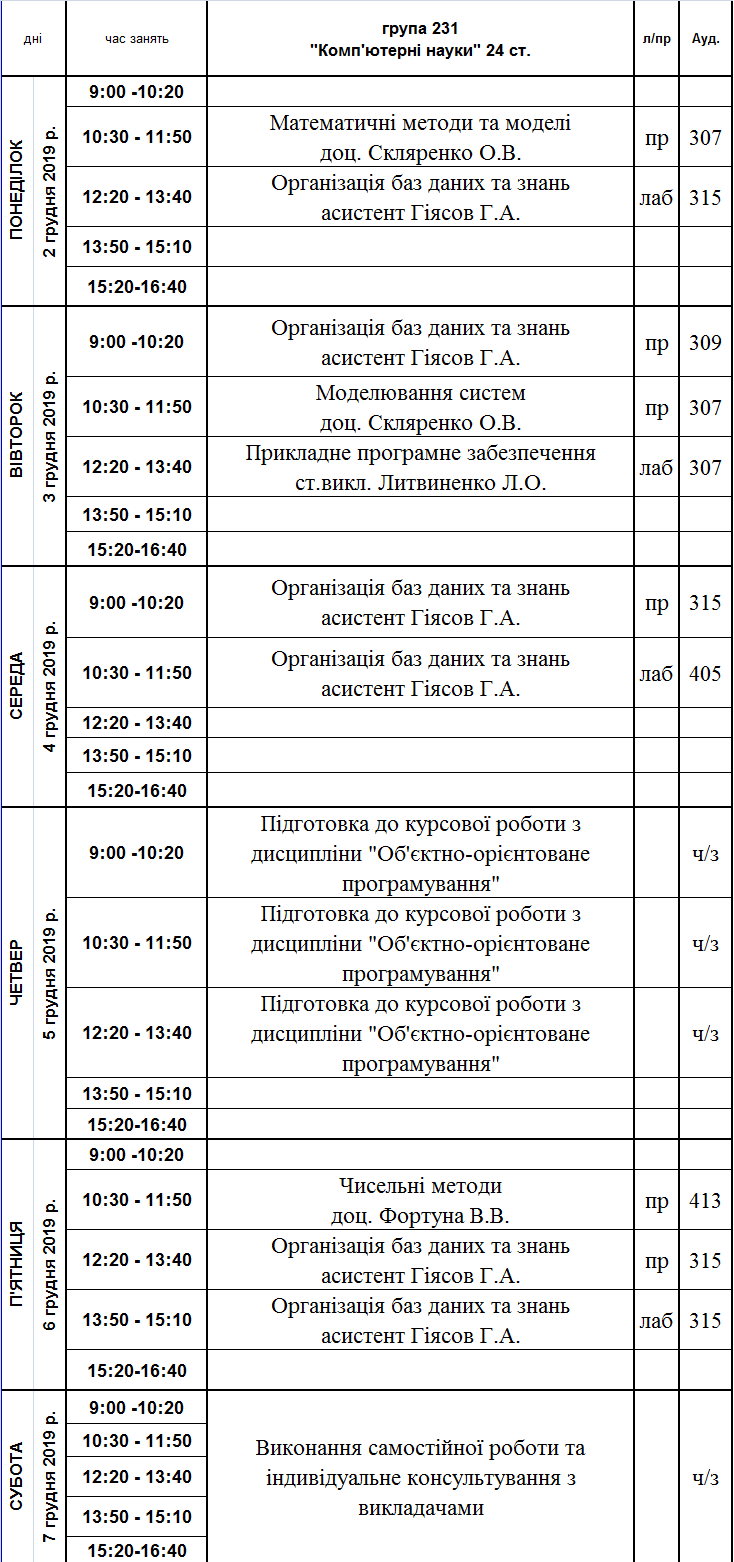 дні
час занять
група 231
"Комп'ютерні науки" 24 ст.
л/пр
Ауд.
ПОНЕДІЛОК
2 грудня 2019 р.
9:00 -10:20
10:30 - 11:50
Математичні методи та моделі
доц. Скляренко О.В.
пр
307
12:20 - 13:40
Організація баз даних та знань
асистент Гіясов Г.А.
лаб
315
13:50 - 15:10
15:20-16:40
ВІВТОРОК
3 грудня 2019 р.
9:00 -10:20
Організація баз даних та знань
асистент Гіясов Г.А.
пр
309
10:30 - 11:50
Моделювання систем
доц. Скляренко О.В.
пр
307
12:20 - 13:40
Прикладне програмне забезпечення
ст.викл. Литвиненко Л.О.
лаб
307
13:50 - 15:10
15:20-16:40
СЕРЕДА
4 грудня 2019 р.
9:00 -10:20
Організація баз даних та знань
асистент Гіясов Г.А.
пр
315
10:30 - 11:50
Організація баз даних та знань
асистент Гіясов Г.А.
лаб
405
12:20 - 13:40
13:50 - 15:10
15:20-16:40
ЧЕТВЕР
5 грудня 2019 р.
9:00 -10:20
Підготовка до курсової роботи з
дисципліни "Об'єктно-орієнтоване
програмування"
ч/з
10:30 - 11:50
Підготовка до курсової роботи з
дисципліни "Об'єктно-орієнтоване
програмування"
ч/з
12:20 - 13:40
Підготовка до курсової роботи з
дисципліни "Об'єктно-орієнтоване
програмування"
ч/з
13:50 - 15:10
15:20-16:40
П'ЯТНИЦЯ
6 грудня 2019 р.
9:00 -10:20
10:30 - 11:50
Чисельні методи
доц. Фортуна В.В.
пр
413
12:20 - 13:40
Організація баз даних та знань
асистент Гіясов Г.А.
пр
315
13:50 - 15:10
Організація баз даних та знань
асистент Гіясов Г.А.
лаб
315
15:20-16:40
СУБОТА
7 грудня 2019 р.
9:00 -10:20
10:30 - 11:50
12:20 - 13:40
13:50 - 15:10
15:20-16:40
Виконання самостійної роботи та
індивідуальне консультування з
викладачами
ч/з